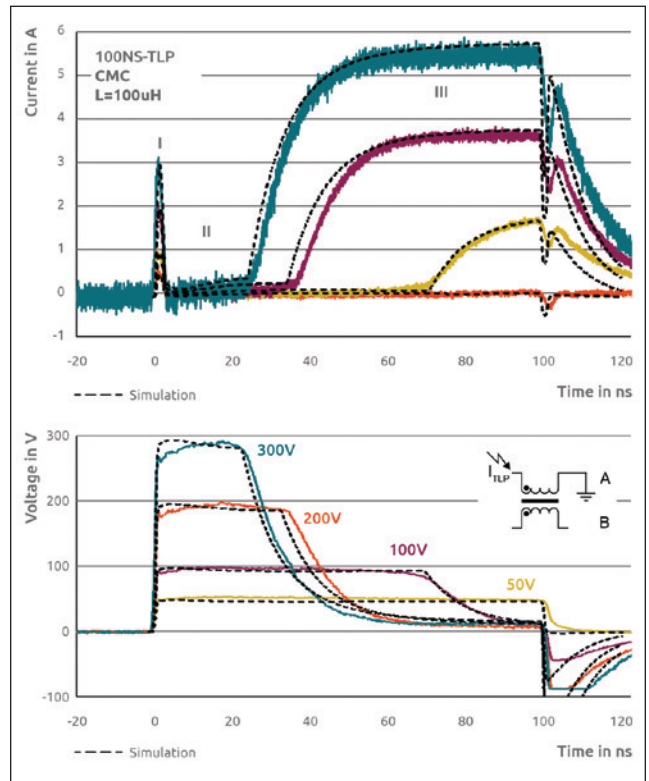 Current in A
6
5
4
3
2
1
0
-1
100NS-TLP
CMC
L=100uH
I
II
III
-20
0
20
40
60
80
100
120
Simulation
Time in ns
Voltage in V
300
200
100
0
-100
300V
200V
100V
50V
I TLP
A
B
-20
0
20
40
60
80
100
120
Simulation
Time in ns